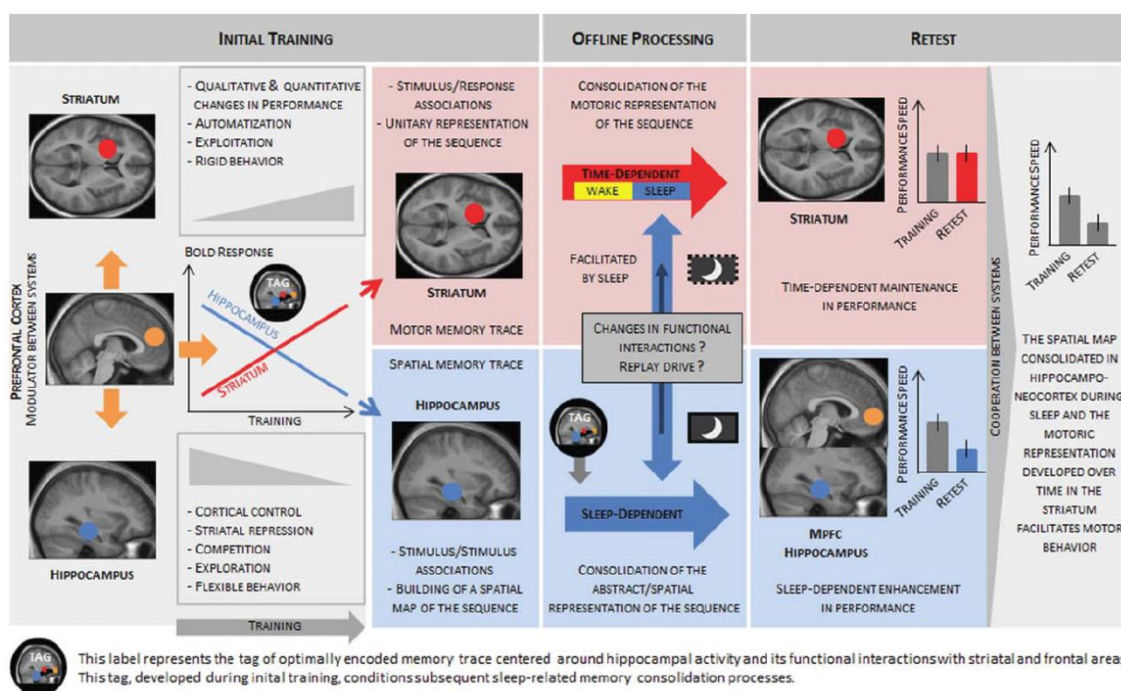 INITIAL TRAINING
OFFLINE PROCESSING
RETEST
PREFRONTAL CORTEX
MODULATOR BETWEEN SYSTEMS
STRIATUM
HIPPOCAMPUS
- QUALITATIVE & QUANTITATIVE
CHANGES IN PERFORMANCE
- AUTOMATIZATION
- EXPLOITATION
- RIGID BEHAVIOR
BOLD RESPONSE
HIPPOCAMPUS
STRIATUM
TAG
TRAINING
- CORTICAL CONTROL
- STRIATAL REPRESSION
- COMPETITION
- EXPLORATION
- FLEXIBLE BEHAVIOR
TRAINING
- STIMULUS/RESPONSE
ASSOCIATIONS
- UNITARY REPRESENTATION
OF THE SEQUENCE
STRIATUM
MOTOR MEMORY TRACE
SPATIAL MEMORY TRACE
HIPPOCAMPUS
- STIMULUS/STIMULUS
ASSOCIATIONS
- BUILDING OF A SPATIAL
MAP OF THE SEQUENCE
CONSOLIDATION OF THE
MOTORIC REPRESENTATION
OF THE SEQUENCE
TIME-DEPENDENT
WAKE SLEEP
FACILITATED
BY SLEEP
CHANGES IN FUNCTIONAL
INTERACTIONS ?
REPLAY DRIVE ?
TAG
SLEEP-DEPENDENT
CONSOLIDATION OF THE
ABSTRACT/SPATIAL
REPRESENTATION OF THE SEQUENCE
STRIATUM
PERFORMANCE SPEED
TRAINING
RETEST
TIME-DEPENDENT MAINTENANCE
IN PERFORMANCE
MPFC
HIPPOCAMPUS
PERFORMANCE SPEED
TRAINING
RETEST
SLEEP-DEPENDENT ENHANCEMENT
IN PERFORMANCE
COOPERATION BETWEEN SYSTEMS
PERFORMANCE SPEED
TRAINING
RETEST
THE SPATIAL MAP
CONSOLIDATED IN
HIPPOCAMPO-
NEOCORTEX DURING
SLEEP AND THE
MOTORIC
REPRESENTATION
DEVELOPED OVER
TIME IN THE
STRIATUM
FACILITATES MOTOR
BEHAVIOR
TAG
This label represents the tag of optimally encoded memory trace centered around hippocampal activity and its functional interactions with striatal and frontal areas
This tag, developed during inital training, conditions subsequent sleep-related memory consolidation processes.